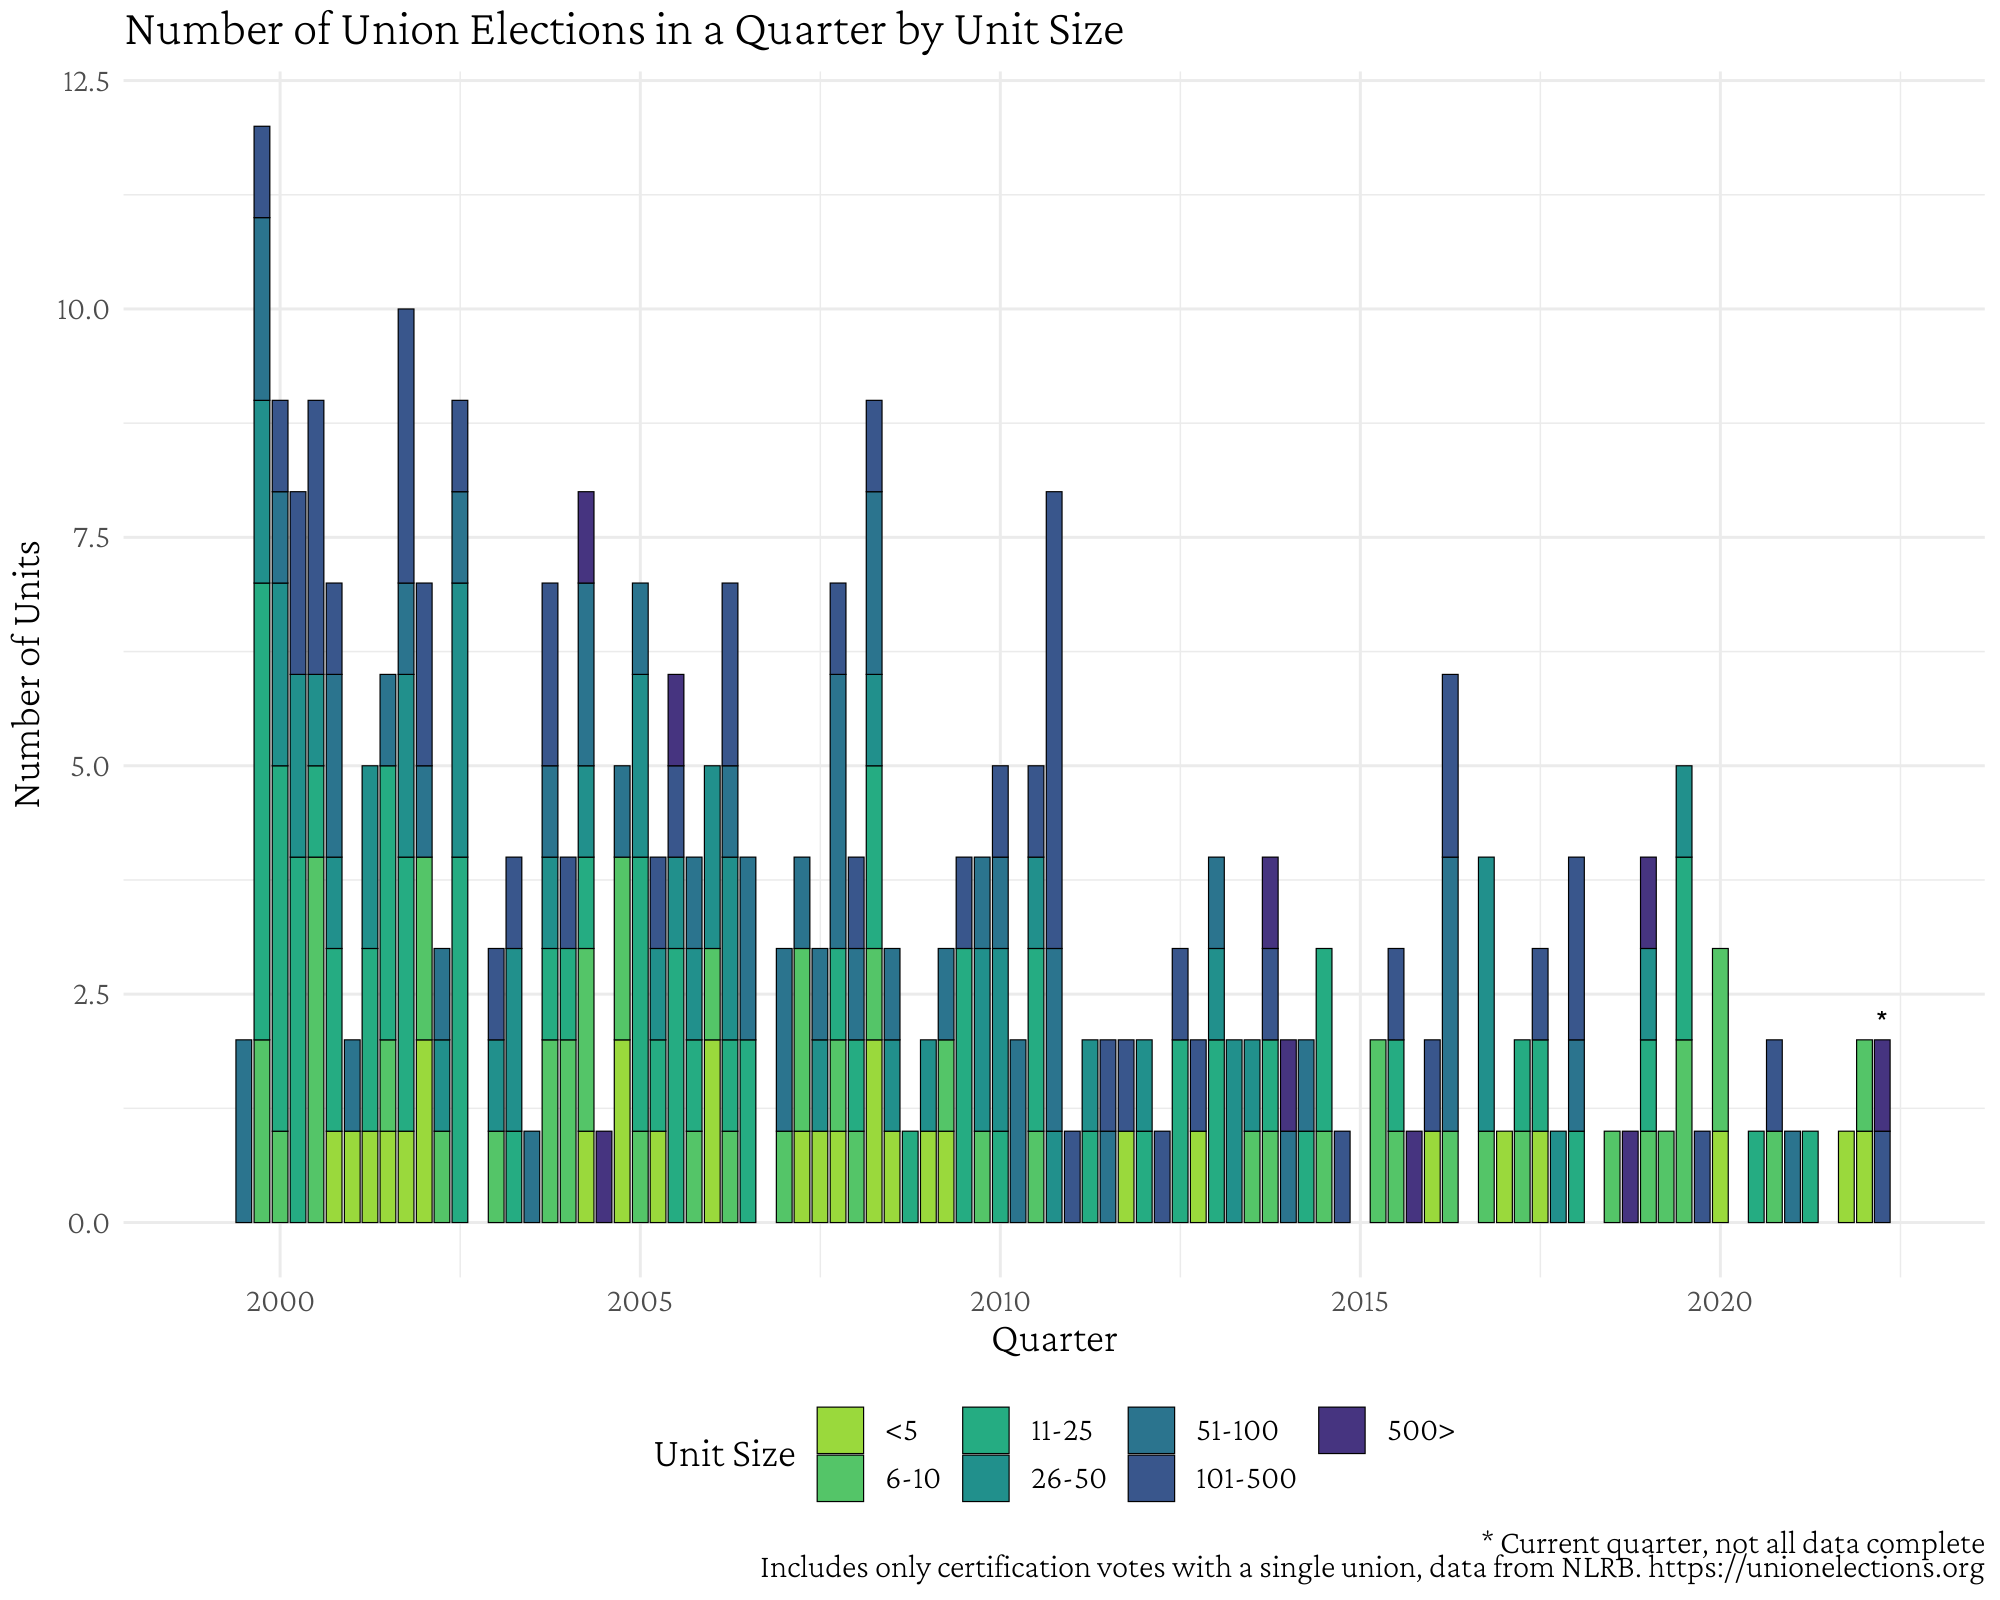 Number of Union Elections in a Quarter by Unit Size
Number of Units
12.5
10.0
7.5
5.0
2.5
0.0
*
2000 2005 2010 2015 2020
Quarter
Unit Size
<5 11-25 51-100 500>
6-10 26-50 101-500
* Current quarter, not all data complete
Includes only certification votes with a single union, data from NLRB. https://unionelections.org